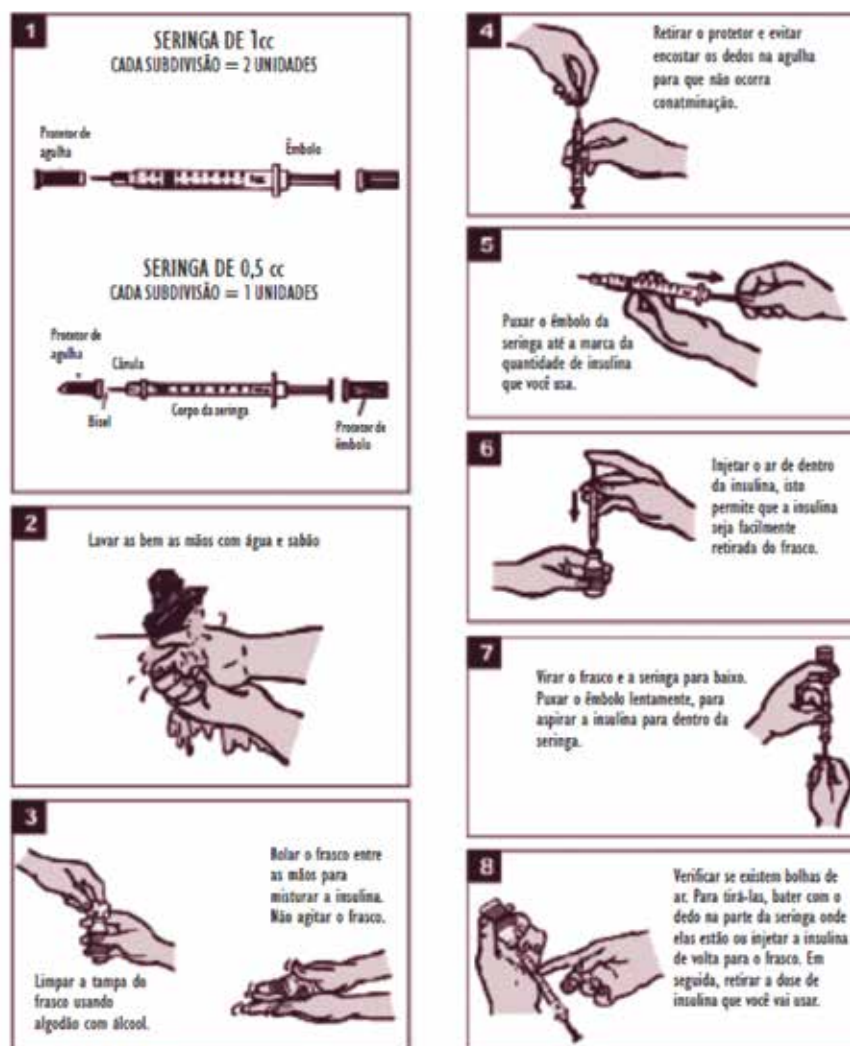 1
SERINGA DE 1cc
CADA SUBDIVISÃO = 2 UNIDADES
Protetor de
agulha
Êmbolo
SERINGA DE 0,5 cc
CADA SUBDIVISÃO = 1 UNIDADES
Protetor de
agulha
Cânula
Bisel
Corpo da seringa
Protetor de
êmbolo
2
Lavar as bem as mãos com água e sabão
3
Rolar o frasco entre
as mãos para
misturar a insulina.
Não agitar o frasco.
Limpar a tampa do
frasco usando
algodão com álcool.
4
Retirar o protetor e evitar
encostar os dedos na agulha
para que não ocorra
conatminação.
5
Puxar o êmbolo da
seringa até a marca da
quantidade de insulina
que você usa.
6
Injetar o ar de dentro
da insulina, isto
permite que a insulina
seja facilmente
retirada do frasco.
7
Virar o frasco e a seringa para baixo.
Puxar o êmbolo lentamente, para
aspirar a insulina para dentro da
seringa.
8
Verificar se existem bolhas de
ar. Para tirá-las, bater com o
dedo na parte da seringa onde
elas estão ou injetar a insulina
de volta para o frasco. Em
seguida, retirar a dose de
insulina que você vai usar.